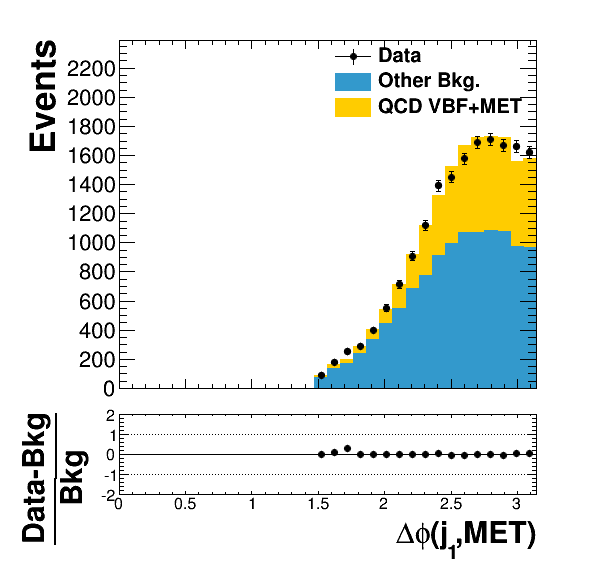 Events
2200
2000
1800
1600
1400
1200
1000
800
600
400
200
0
Data
Other Bkg.
QCD VBF+MET
Data-Bkg
Bkg
2
1
0
-1
-2
0 0.5 1 1.5 2 2.5 3
Δϕ(j₁,MET)